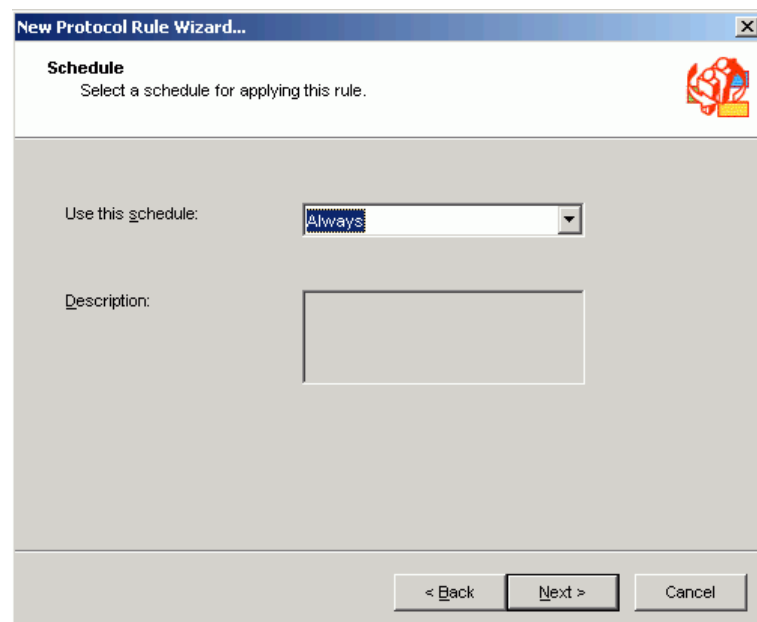 New Protocol Rule Wizard...
Schedule
Select a schedule for applying this rule.
Use this schedule:
Always
Description:
< Back
Next >
Cancel